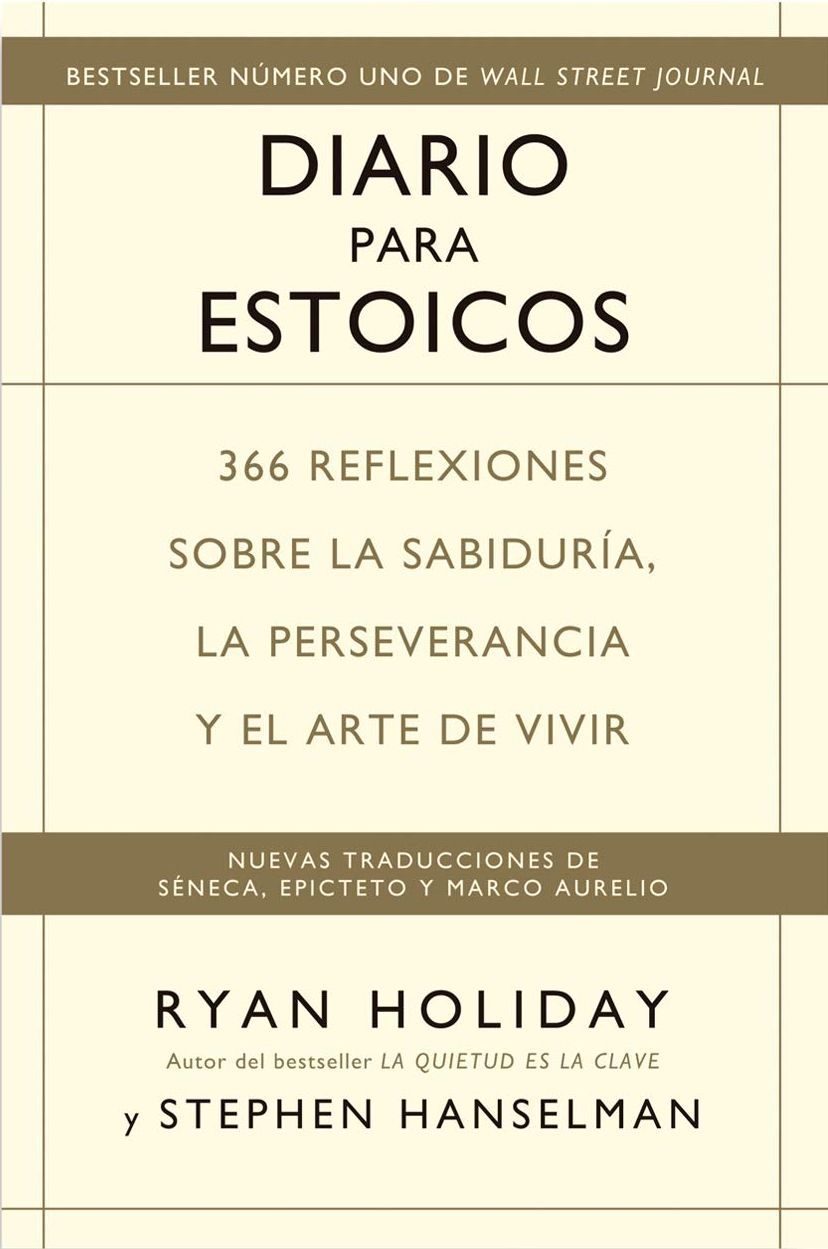 BESTSELLER NÚMERO UNO DE WALL STREET JOURNAL
DIARIO
PARA
ESTOICOS
366 REFLEXIONES
SOBRE LA SABIDURÍA,
LA PERSEVERANCIA
Y EL ARTE DE VIVIR
NUEVAS TRADUCCIONES DE
SÉNECA, EPICTETO Y MARCO AURELIO
RYAN HOLIDAY
Autor del bestseller LA QUIETUD ES LA CLAVE
y STEPHEN HANSELMAN